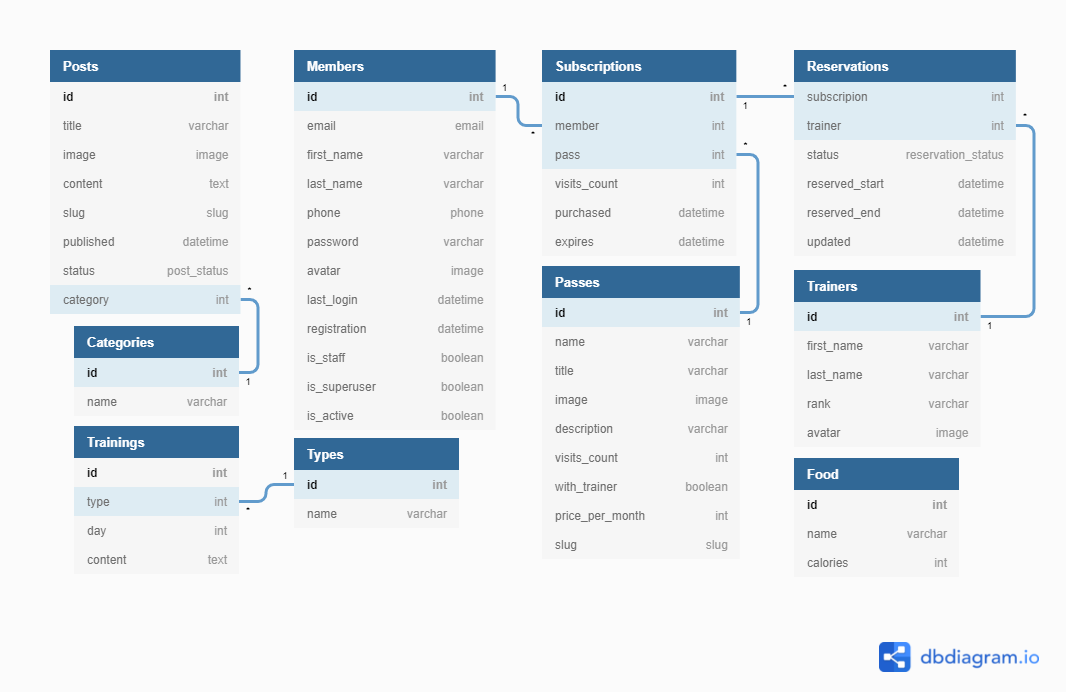 Posts
id int
title varchar
image image
content text
slug slug
published datetime
status post_status
category int
*
1
Categories
id int
name varchar
Trainings
id int
type int
day int
content text
*
1
Members
id int
email email
first_name varchar
last_name varchar
phone phone
password varchar
avatar image
last_login datetime
registration datetime
is_staff boolean
is_superuser boolean
is_active boolean
1
*
Types
id int
name varchar
Subscriptions
id int
member int
pass int
visits_count int
purchased datetime
expires datetime
1
*
*
1
Passes
id int
name varchar
title varchar
image image
description varchar
visits_count int
with_trainer boolean
price_per_month int
slug slug
Reservations
subscripion int
trainer int
status reservation_status
reserved_start datetime
reserved_end datetime
updated datetime
*
1
Trainers
id int
first_name varchar
last_name varchar
rank varchar
avatar image
Food
id int
name varchar
calories int
dbdiagram.io